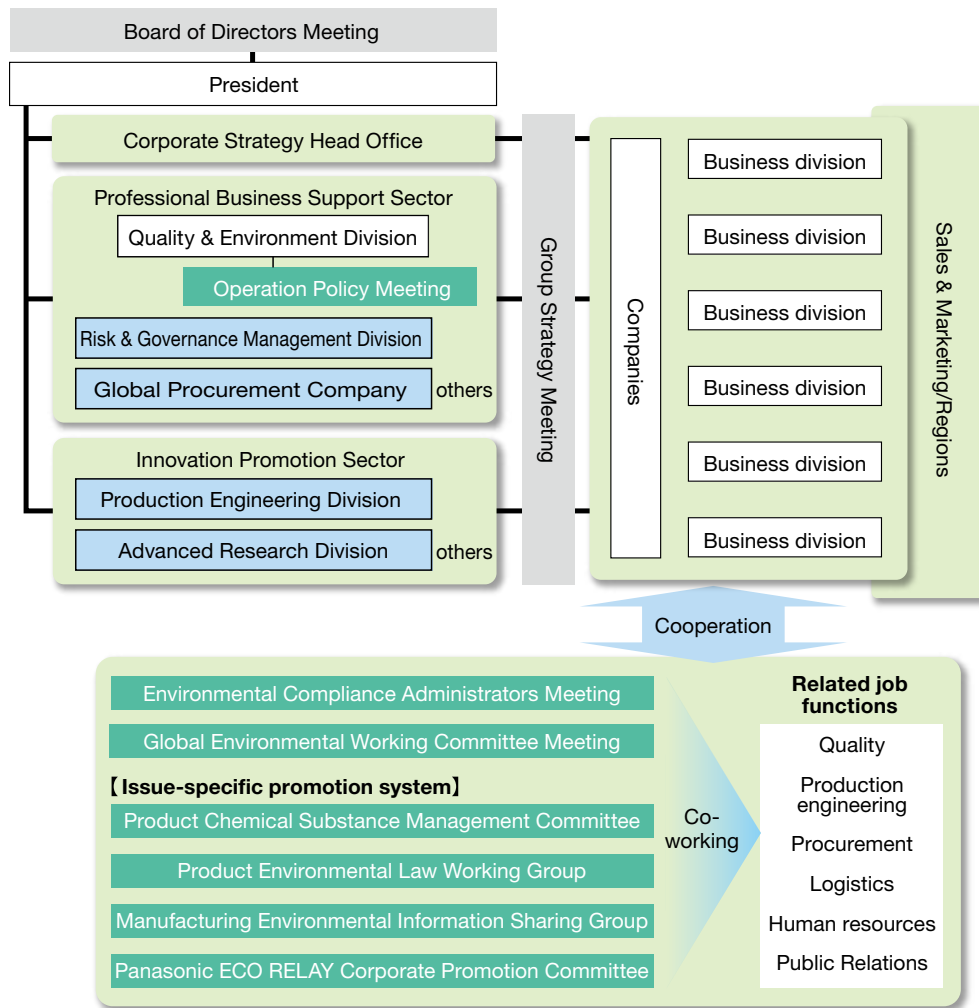 Board of Directors Meeting
President
Corporate Strategy Head Office
Professional Business Support Sector
Quality & Environment Division
Operation Policy Meeting
Risk & Governance Management Division
Global Procurement Company
others
Innovation Promotion Sector
Production Engineering Division
Advanced Research Division
others
Group Strategy Meeting
Companies
Business division
Business division
Business division
Business division
Business division
Business division
Sales & Marketing/Regions
Cooperation
Environmental Compliance Administrators Meeting
Global Environmental Working Committee Meeting
【Issue-specific promotion system】
Product Chemical Substance Management Committee
Product Environmental Law Working Group
Manufacturing Environmental Information Sharing Group
Panasonic ECO RELAY Corporate Promotion Committee
Co-
working
Related job
functions
Quality
Production
engineering
Procurement
Logistics
Human resources
Public Relations